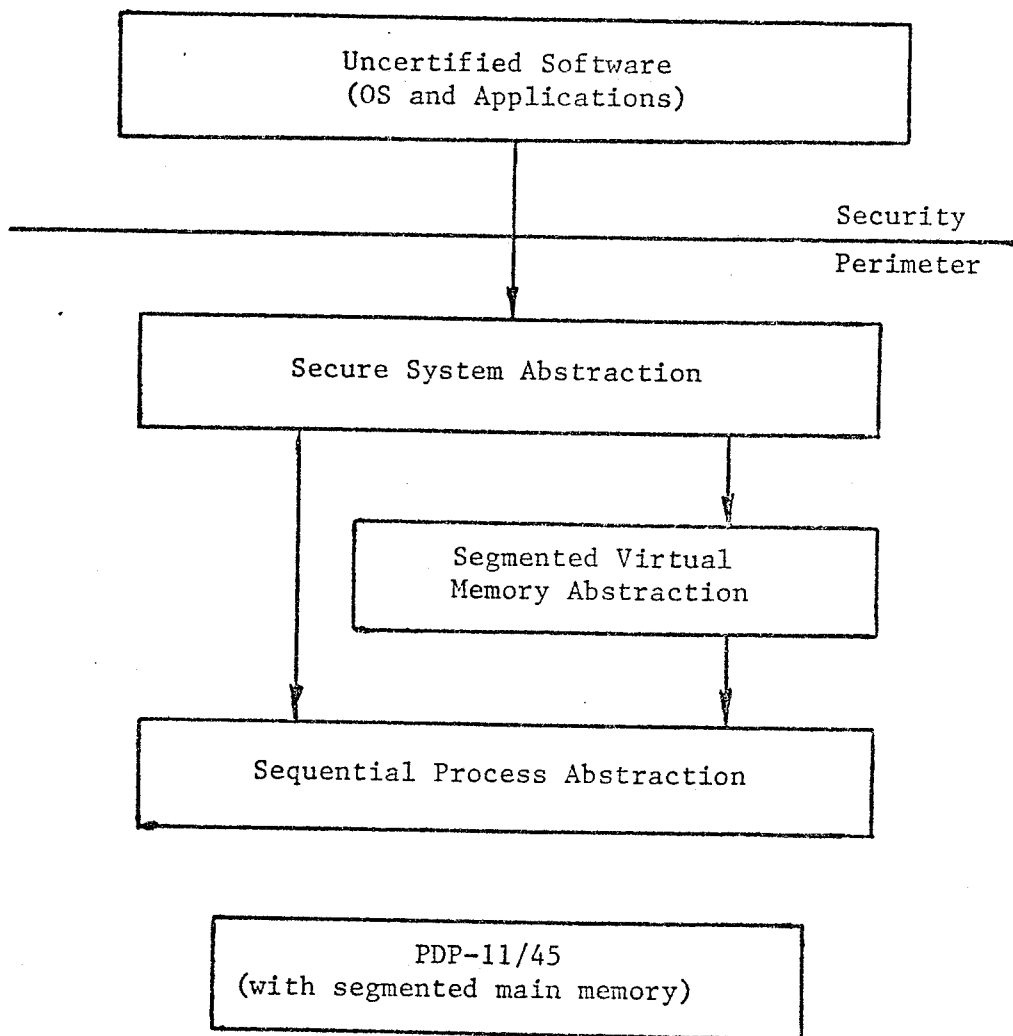 Uncertified Software
(OS and Applications)
Security
Perimeter
Secure System Abstraction
Segmented Virtual
Memory Abstraction
Sequential Process Abstraction
PDP-11/45
(with segmented main memory)